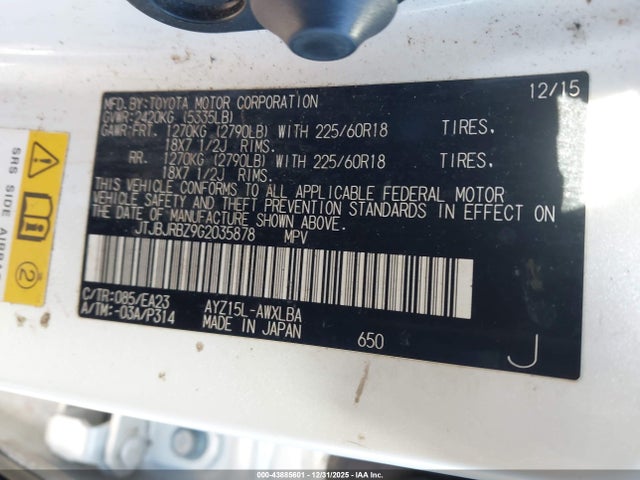 12/15
MFD.BY:TOYOTA MOTOR CORPORATION
GVWR:2420KG (5335LB)
GAWR:FRT. 1270KG (2790LB) WITH 225/60R18 TIRES,
18X7 1/2J RIMS.
RR. 1270KG (2790LB) WITH 225/60R18 TIRES,
18X7 1/2J RIMS.
THIS VEHICLE CONFORMS TO ALL APPLICABLE FEDERAL MOTOR
VEHICLE SAFETY AND THEFT PREVENTION STANDARDS IN EFFECT ON
THE DATE OF MANUFACTURE SHOWN ABOVE.
JTJBJRBZ9G2035878 MPV
C/TR:085/EA23 AYZ15L-AWXLBA
A/TM:-03A/P314 MADE IN JAPAN 650
J
SRS SIDE AIRBAG
2
000-43885601 - 12/31/2025 - IAA, Inc.